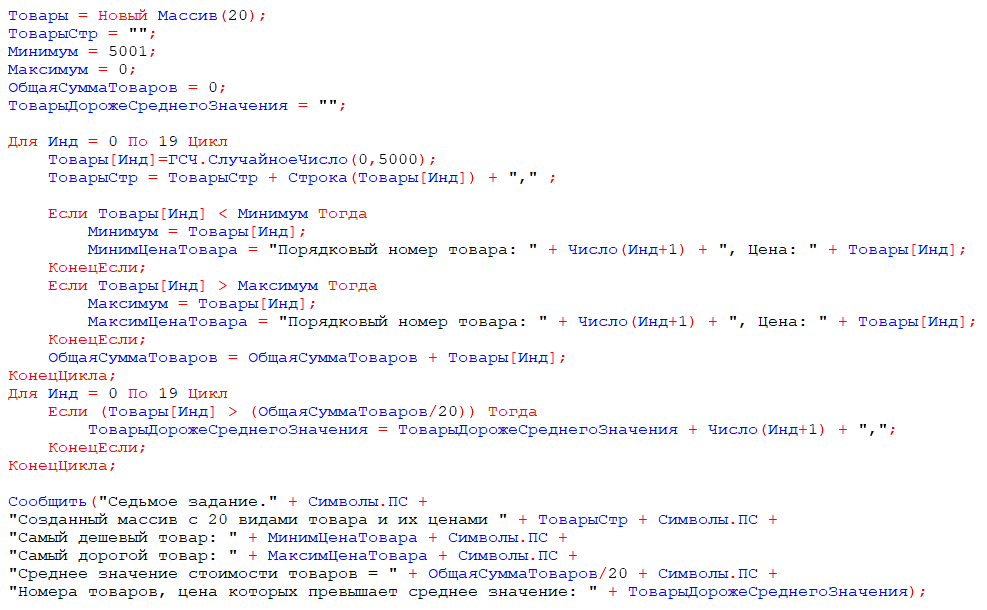 Товары = Новый Массив(20);
ТоварыСтр = "";
Минимум = 5001;
Максимум = 0;
ОбщаяСуммаТоваров = 0;
ТоварыДорожеСреднегоЗначения = "";
Для Инд = 0 По 19 Цикл
Товары[Инд]=ГСЧ.СлучайноеЧисло(0,5000);
ТоварыСтр = ТоварыСтр + Строка(Товары[Инд]) + "," ;
Если Товары[Инд] < Минимум Тогда
Минимум = Товары[Инд];
МинимЦенаТовара = "Порядковый номер товара: " + Число(Инд+1) + ", Цена: " + Товары[Инд];
КонецЕсли;
Если Товары[Инд] > Максимум Тогда
Максимум = Товары[Инд];
МаксимЦенаТовара = "Порядковый номер товара: " + Число(Инд+1) + ", Цена: " + Товары[Инд];
КонецЕсли;
ОбщаяСуммаТоваров = ОбщаяСуммаТоваров + Товары[Инд];
КонецЦикла;
Для Инд = 0 По 19 Цикл
Если (Товары[Инд] > (ОбщаяСуммаТоваров/20)) Тогда
ТоварыДорожеСреднегоЗначения = ТоварыДорожеСреднегоЗначения + Число(Инд+1) + ",";
КонецЕсли;
КонецЦикла;
Сообщить("Седьмое задание." + Символы.ПС +
"Созданный массив с 20 видами товара и их ценами " + ТоварыСтр + Символы.ПС +
"Самый дешевый товар: " + МинимЦенаТовара + Символы.ПС +
"Самый дорогой товар: " + МаксимЦенаТовара + Символы.ПС +
"Среднее значение стоимости товаров = " + ОбщаяСуммаТоваров/20 + Символы.ПС +
"Номера товаров, цена которых превышает среднее значение: " + ТоварыДорожеСреднегоЗначения);